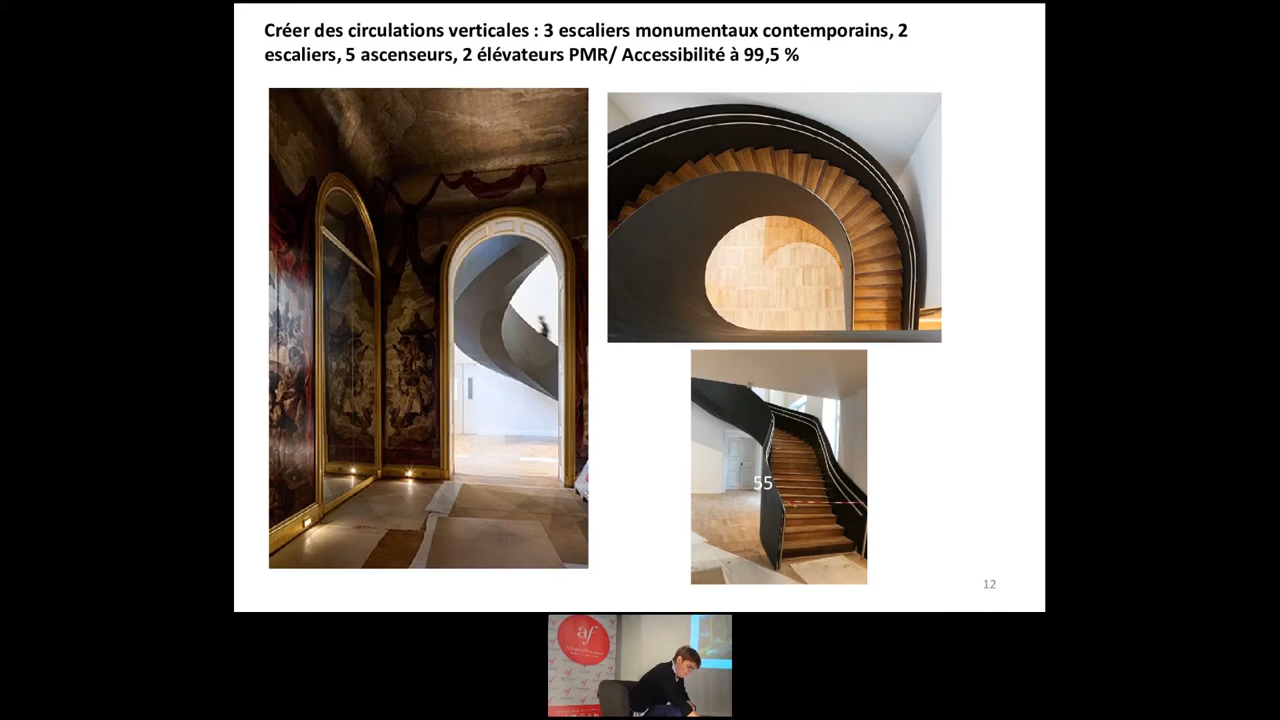 Créer des circulations verticales : 3 escaliers monumentaux contemporains, 2
escaliers, 5 ascenseurs, 2 élévateurs PMR/ Accessibilité à 99,5 %
55
12
af